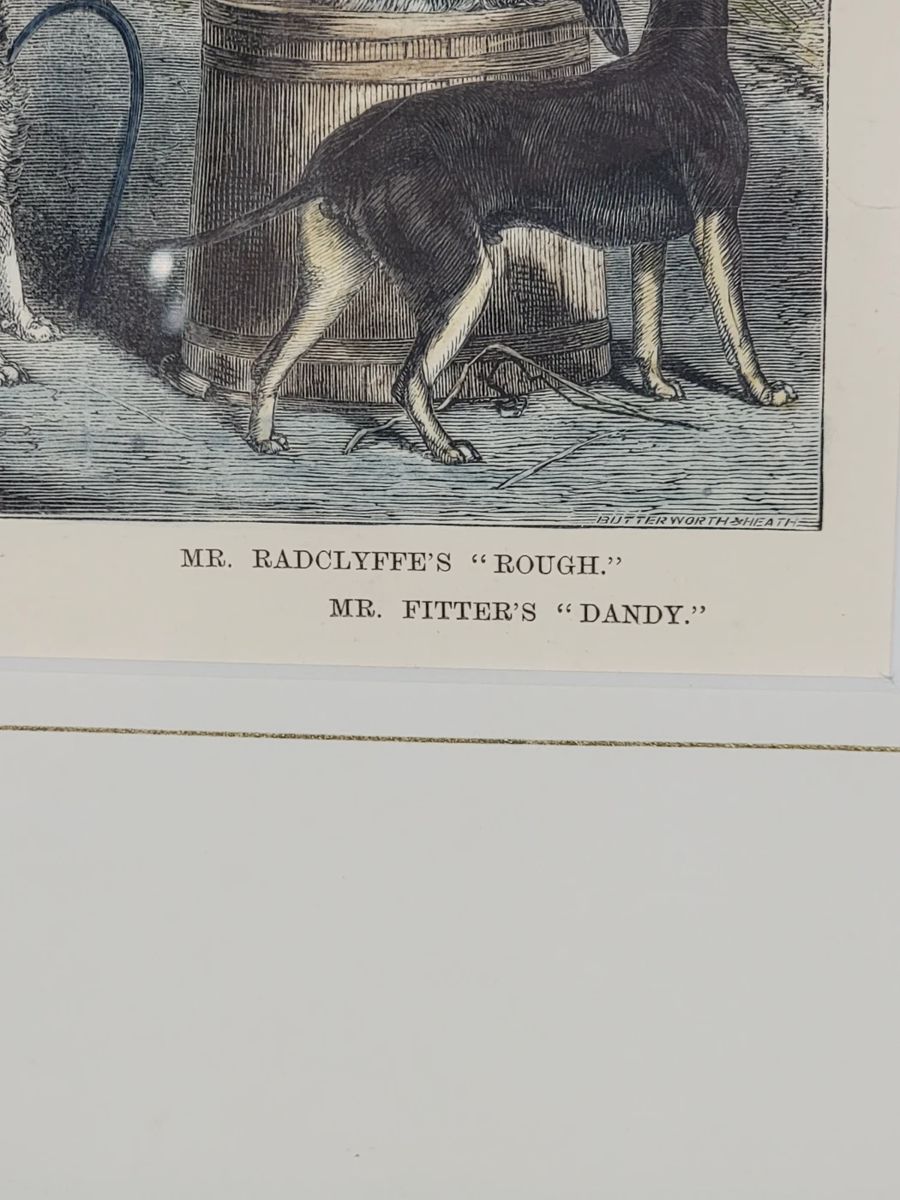 BUTTERWORTH & HEATH
MR. RADCLYFFE'S “ROUGH.”
MR. FITTER'S “DANDY.”